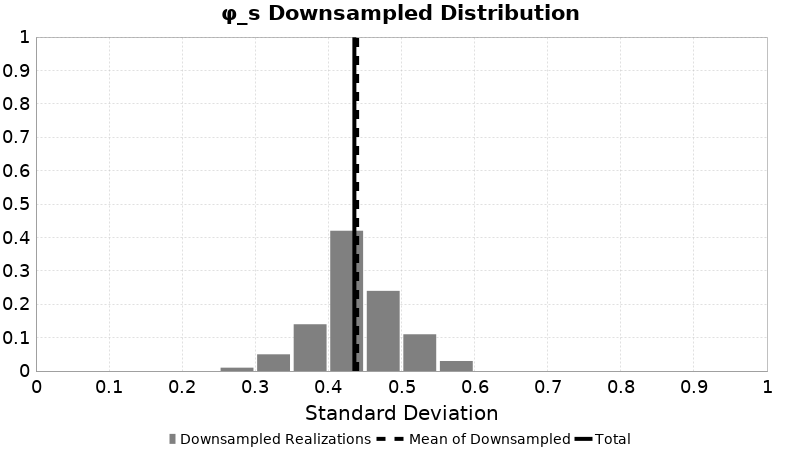 φ_s Downsampled Distribution
1
0.9
0.8
0.7
0.6
0.5
0.4
0.3
0.2
0.1
0
0 0.1 0.2 0.3 0.4 0.5 0.6 0.7 0.8 0.9 1
Standard Deviation
Downsampled Realizations Mean of Downsampled Total